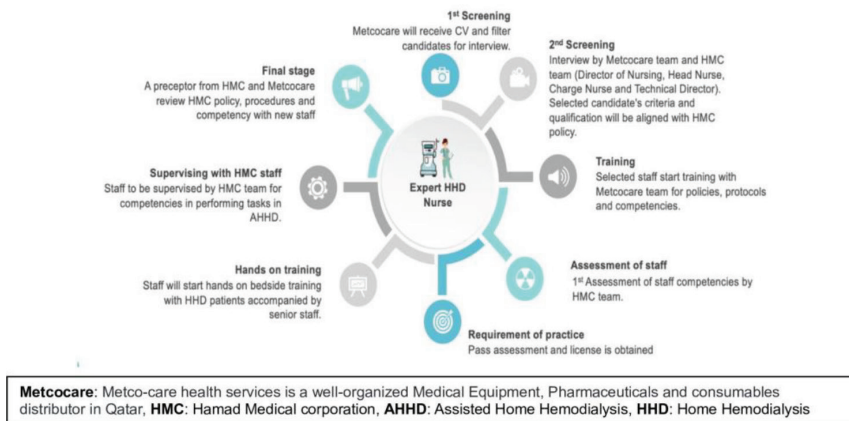 1st Screening
Metcocare will receive CV and filter
candidates for interview.
2nd Screening
Interview by Metcocare team and HMC
team (Director of Nursing, Head Nurse,
Charge Nurse and Technical Director).
Selected candidate's criteria and
qualification will be aligned with HMC
policy.
Training
Selected staff start training with
Metcocare team for policies, protocols
and competencies.
Assessment of staff
1st Assessment of staff competencies by
HMC team.
Requirement of practice
Pass assessment and license is obtained
Hands on training
Staff will start hands on bedside training
with HHD patients accompanied by
senior staff.
Supervising with HMC staff
Staff to be supervised by HMC team for
competencies in performing tasks in
AHHD.
Final stage
A preceptor from HMC and Metcocare
review HMC policy, procedures and
competency with new staff
Expert HHD
Nurse
Metcocare: Metco-care health services is a well-organized Medical Equipment, Pharmaceuticals and consumables
distributor in Qatar, HMC: Hamad Medical corporation, AHHD: Assisted Home Hemodialysis, HHD: Home Hemodialysis